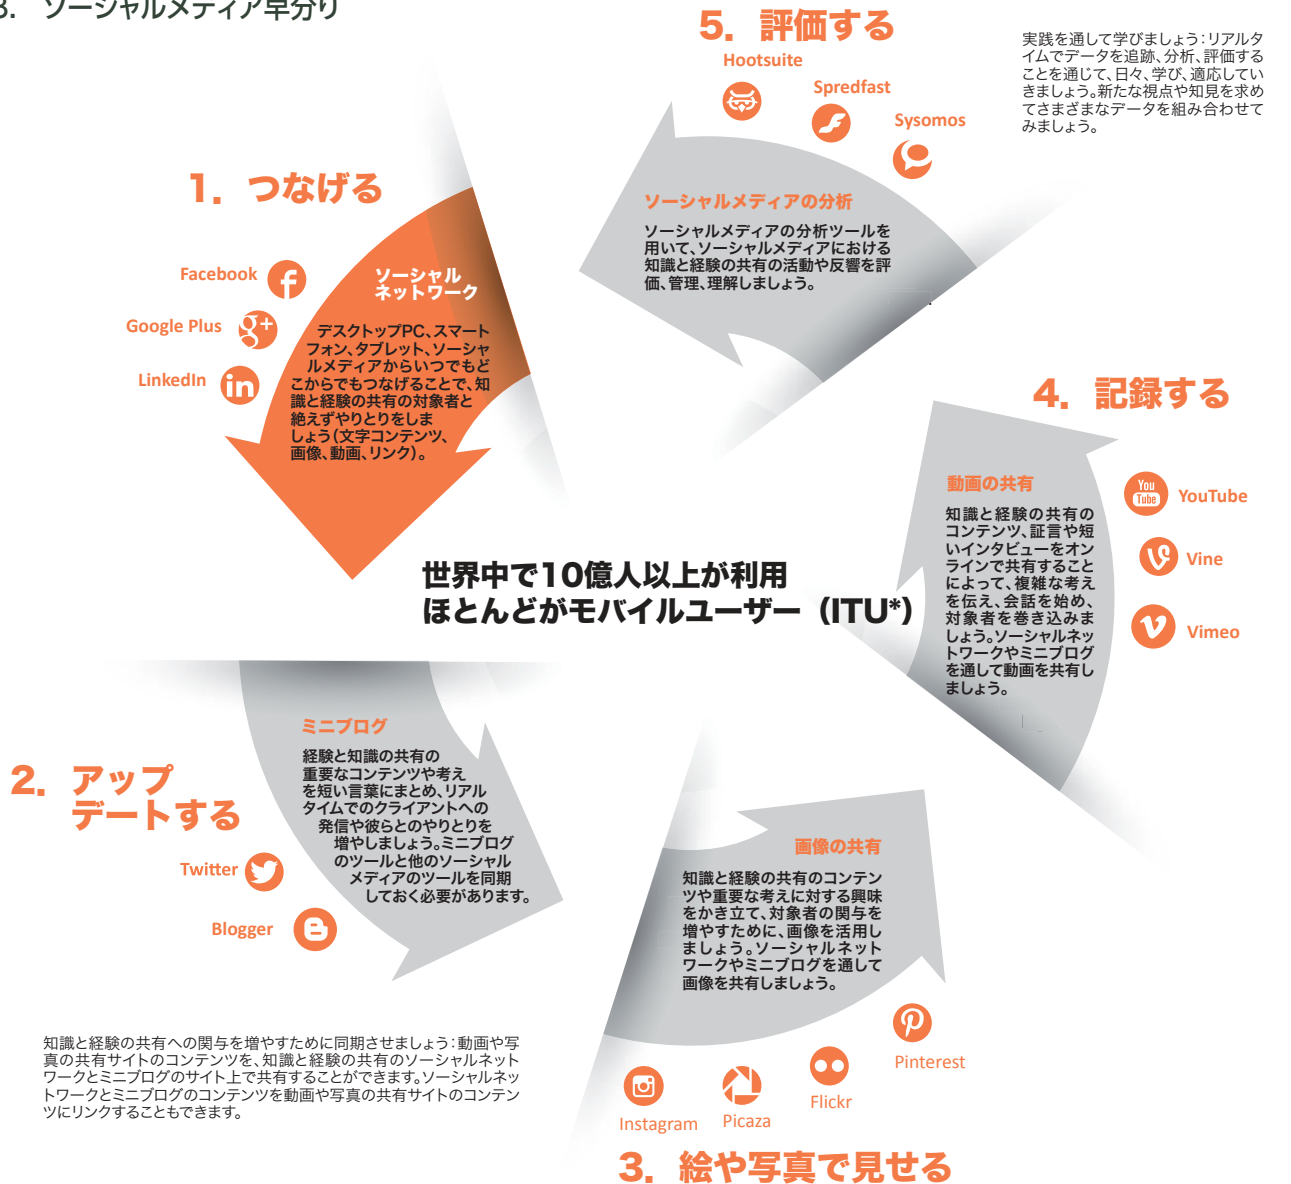 3. ソーシャルメディア早分り
5. 評価する
Hootsuite
Spredfast
Sysomos
実践を通して学びましょう：リアルタ
イムでデータを追跡、分析、評価する
ことを通じて、日々、学び、適応してい
きましょう。新たな視点や知見を求め
てさまざまなデータを組み合わせて
みましょう。
ソーシャルメディアの分析
ソーシャルメディアの分析ツールを
用いて、ソーシャルメディアにおける
知識と経験の共有の活動や反響を評
価、管理、理解しましょう。
1. つなげる
Facebook
Google Plus
LinkedIn
ソーシャル
ネットワーク
デスクトップPC、スマート
フォン、タブレット、ソーシャ
ルメディアからいつでもど
こからでもつなげることで、知
識と経験の共有の対象者と
絶えずやりとりをしま
しょう（文字コンテンツ、
画像、動画、リンク）。
4. 記録する
動画の共有
知識と経験の共有の
コンテンツ、証言や短
いインタビューをオン
ラインで共有すること
によって、複雑な考え
を伝え、会話を始め、
対象者を巻き込みま
しょう。ソーシャルネッ
トワークやミニブログ
を通して動画を共有し
ましょう。
You
Tube
YouTube
Vine
Vimeo
世界中で10億人以上が利用
ほとんどがモバイルユーザー（ITU*）
2. アップ
デートする
Twitter
Blogger
ミニブログ
経験と知識の共有の
重要なコンテンツや考え
を短い言葉にまとめ、リアル
タイムでのクライアントへの
発信や彼らとのやりとりを
増やしましょう。ミニブログ
のツールと他のソーシャル
メディアのツールを同期
しておく必要があります。
画像の共有
知識と経験の共有のコンテン
ツや重要な考えに対する興味
をかき立て、対象者の関与を
増やすために、画像を活用し
ましょう。ソーシャルネット
ワークやミニブログを通して
画像を共有しましょう。
Instagram
Picaza
Flickr
Pinterest
3. 絵や写真で見せる
知識と経験の共有への関与を増やすために同期させましょう：動画や写
真の共有サイトのコンテンツを、知識と経験の共有のソーシャルネット
ワークとミニブログのサイト上で共有することができます。ソーシャルネッ
トワークとミニブログのコンテンツを動画や写真の共有サイトのコンテン
ツにリンクすることもできます。